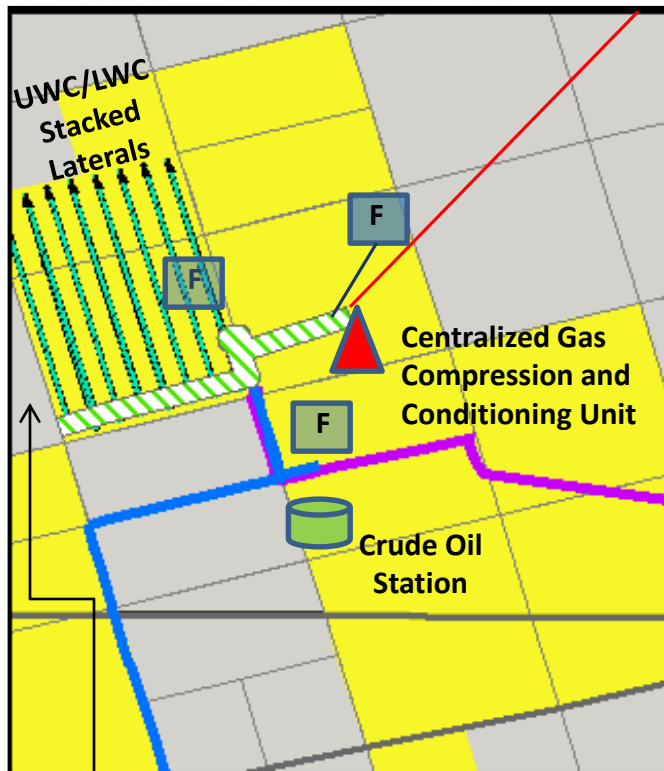 UWC/LWC
Stacked
Laterals
F
F
Centralized Gas
Compression and
Conditioning Unit
F
Crude Oil
Station